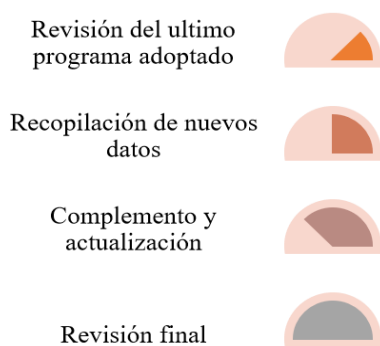 Revisión del ultimo
programa adoptado
Recopilación de nuevos
datos
Complemento y
actualización
Revisión final